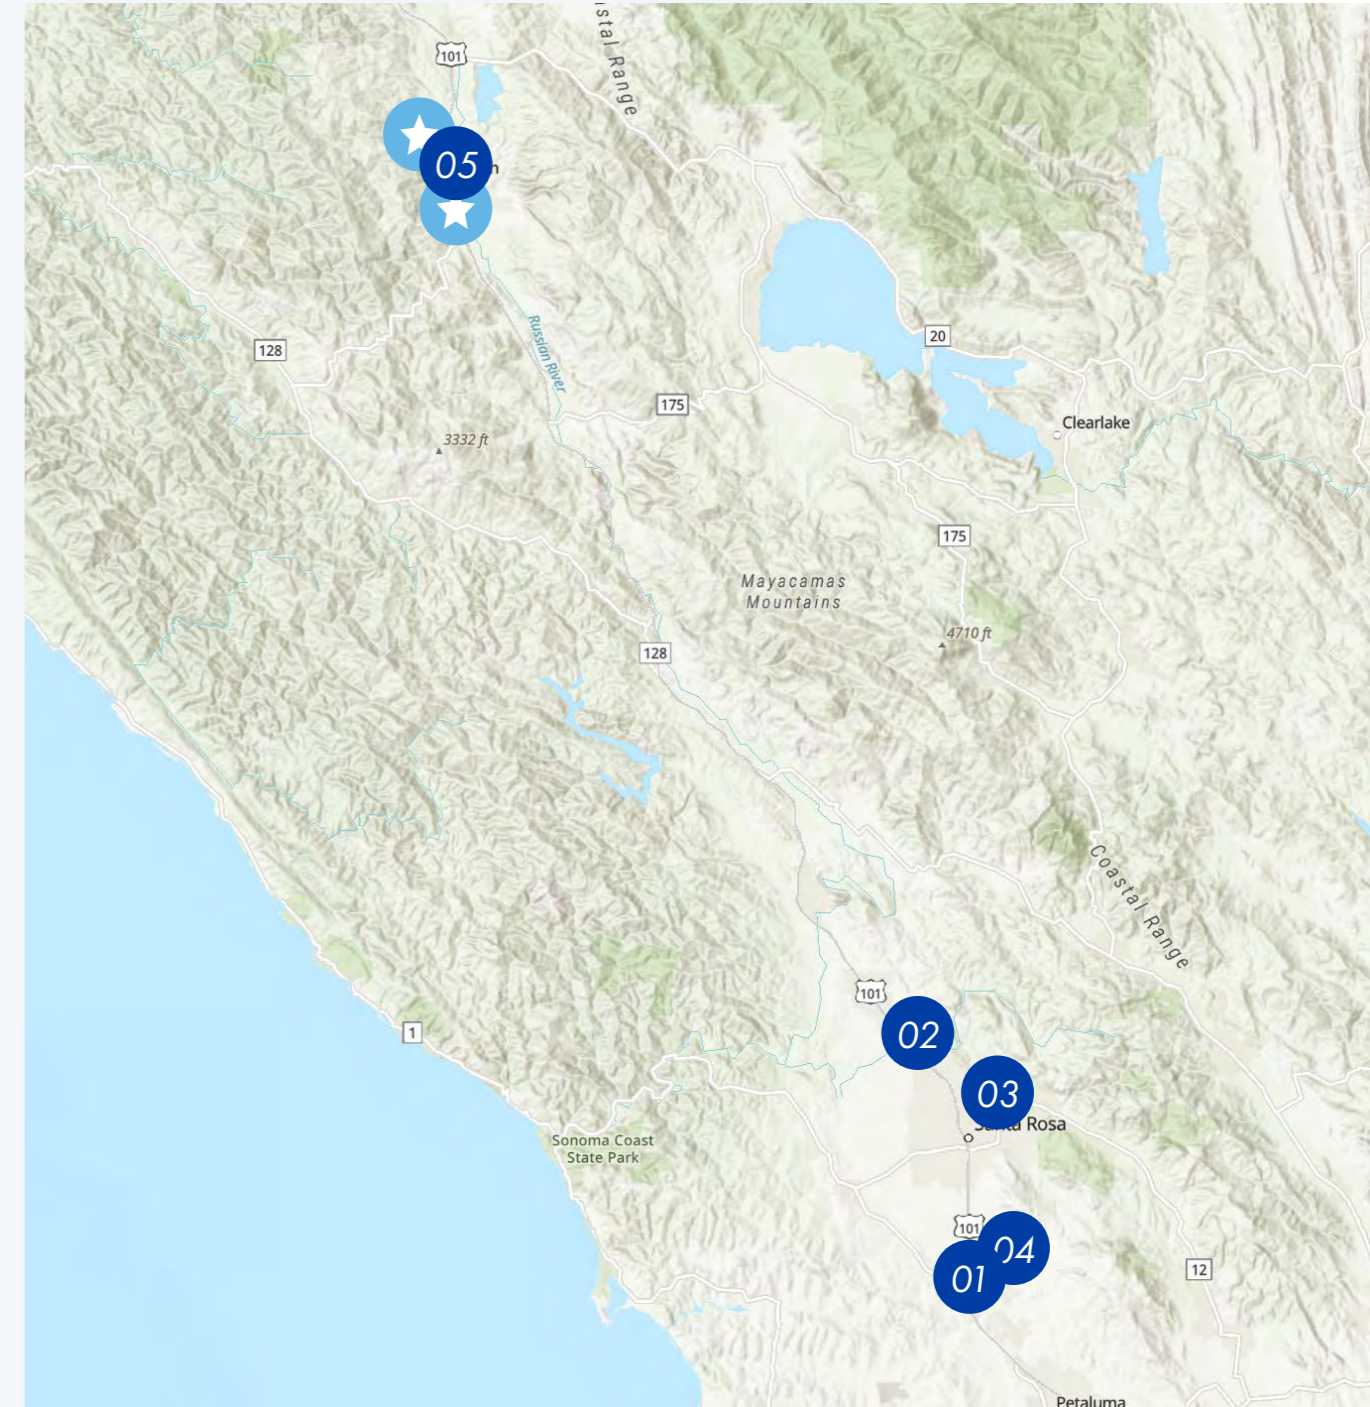 stal Range
101
05
n
Russian River
128
20
175
Clearlake
3332 ft
175
Mayacamas
Mountains
4710 ft
128
Coastal Range
101
1
02
03
Santa Rosa
Sonoma Coast
State Park
101
04
01
12
Petaluma